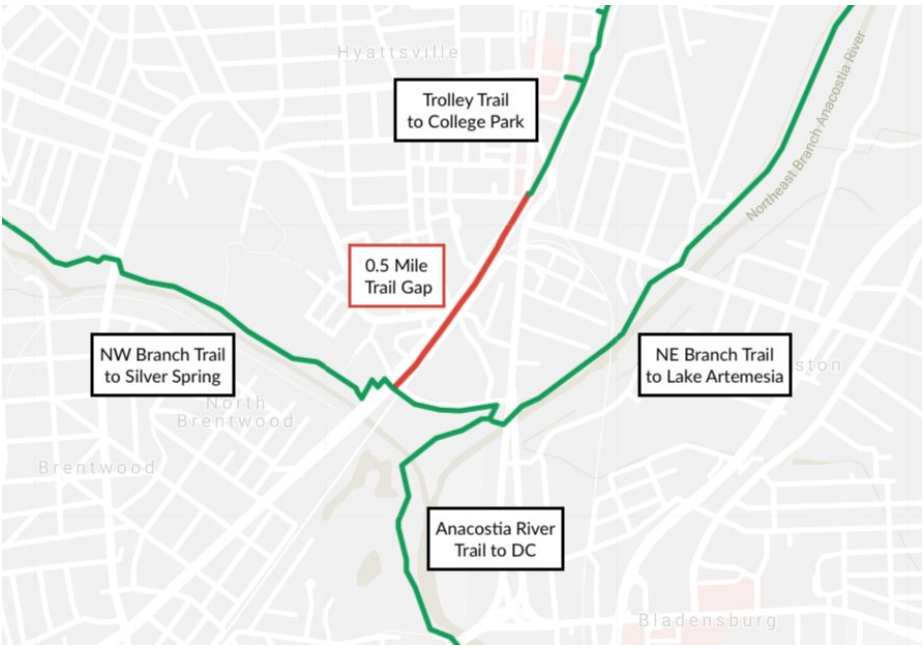 Hyattsville
Trolley Trail
to College Park
Northeast Branch Anacostia River
0.5 Mile
Trail Gap
NW Branch Trail
to Silver Spring
NE Branch Trail
to Lake Artemesia
ston
North
Brentwood
Brentwood
Anacostia River
Trail to DC
Bladensburg